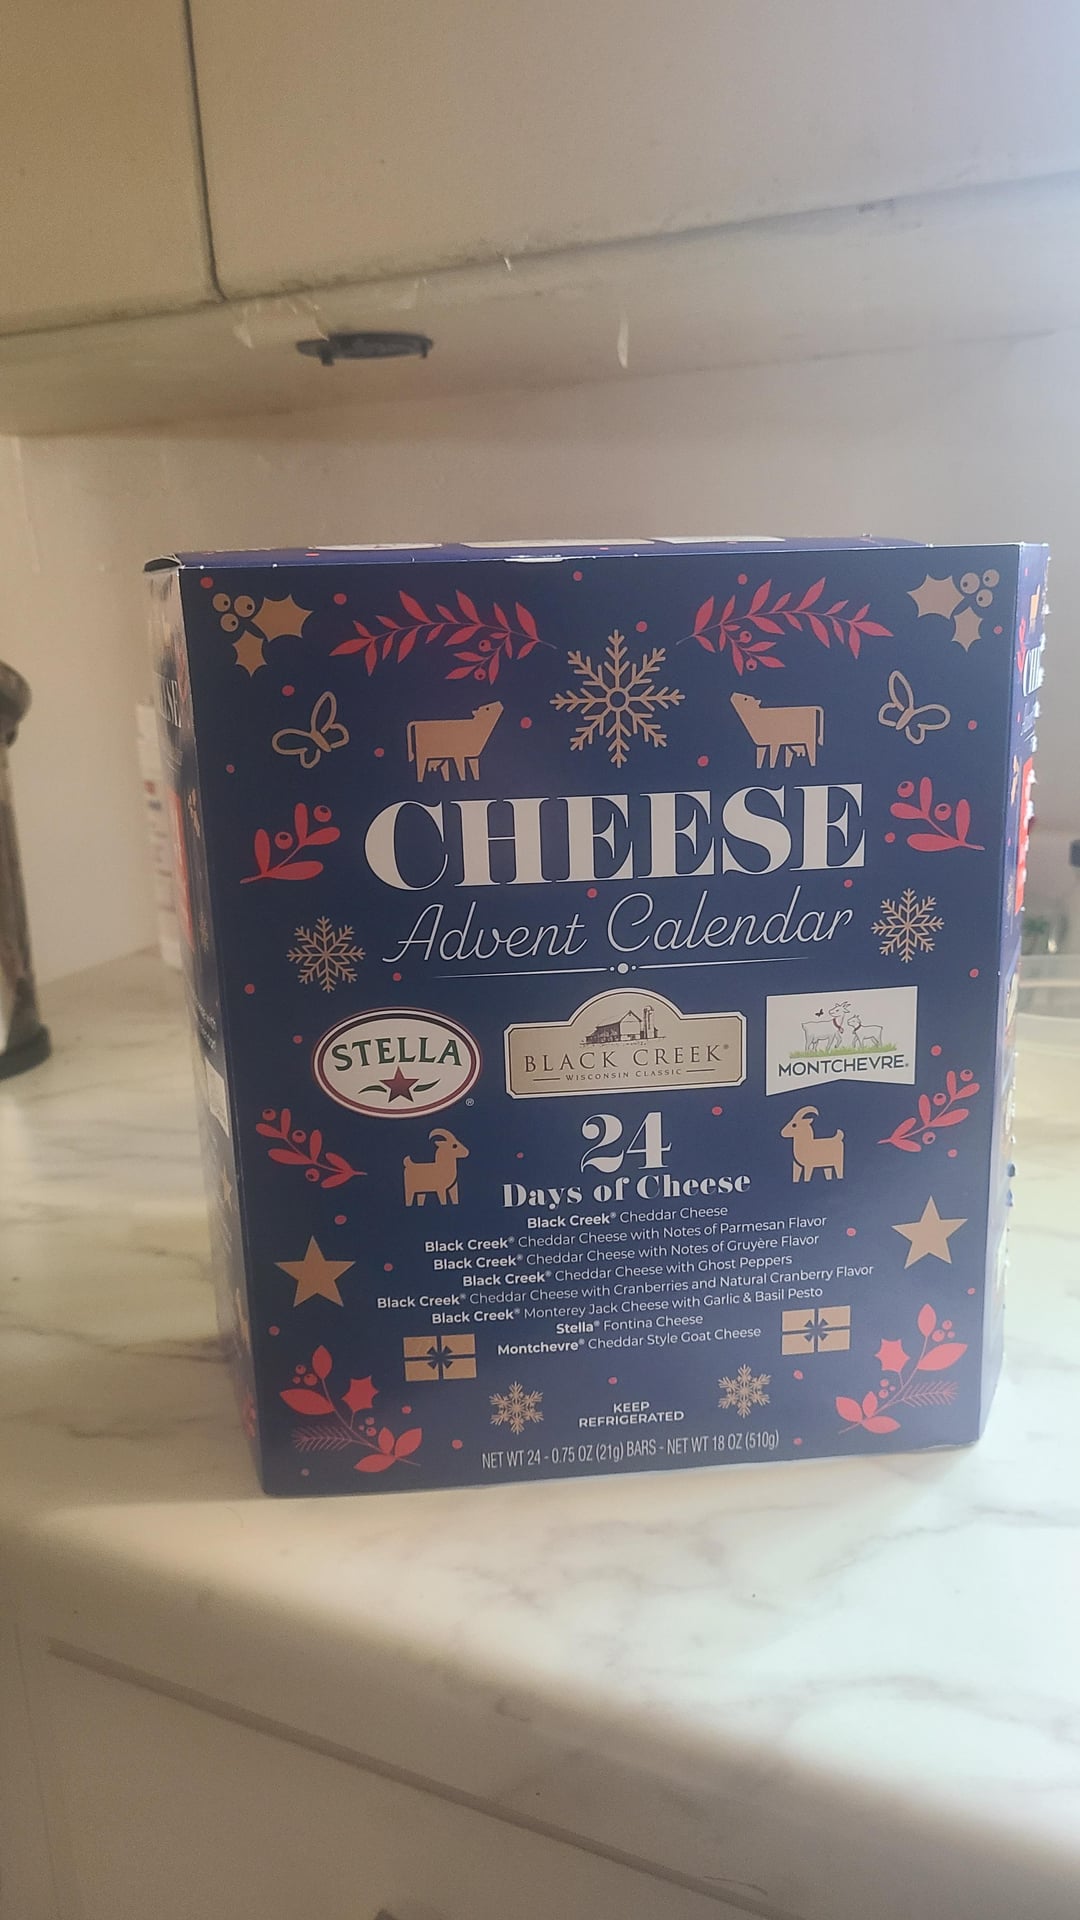 CHEESE
Advent Calendar
STELLA®
BLACK CREEK®
WISCONSIN CLASSIC
MONTCHEVRE®
24
Days of Cheese
Black Creek® Cheddar Cheese
Black Creek® Cheddar Cheese with Notes of Parmesan Flavor
Black Creek® Cheddar Cheese with Notes of Gruyère Flavor
Black Creek® Cheddar Cheese with Ghost Peppers
Black Creek® Cheddar Cheese with Cranberries and Natural Cranberry Flavor
Black Creek® Monterey Jack Cheese with Garlic & Basil Pesto
Stella® Fontina Cheese
Montchevre® Cheddar Style Goat Cheese
KEEP
REFRIGERATED
NET WT 24 - 0.75 OZ (21g) BARS - NET WT 18 OZ (510g)